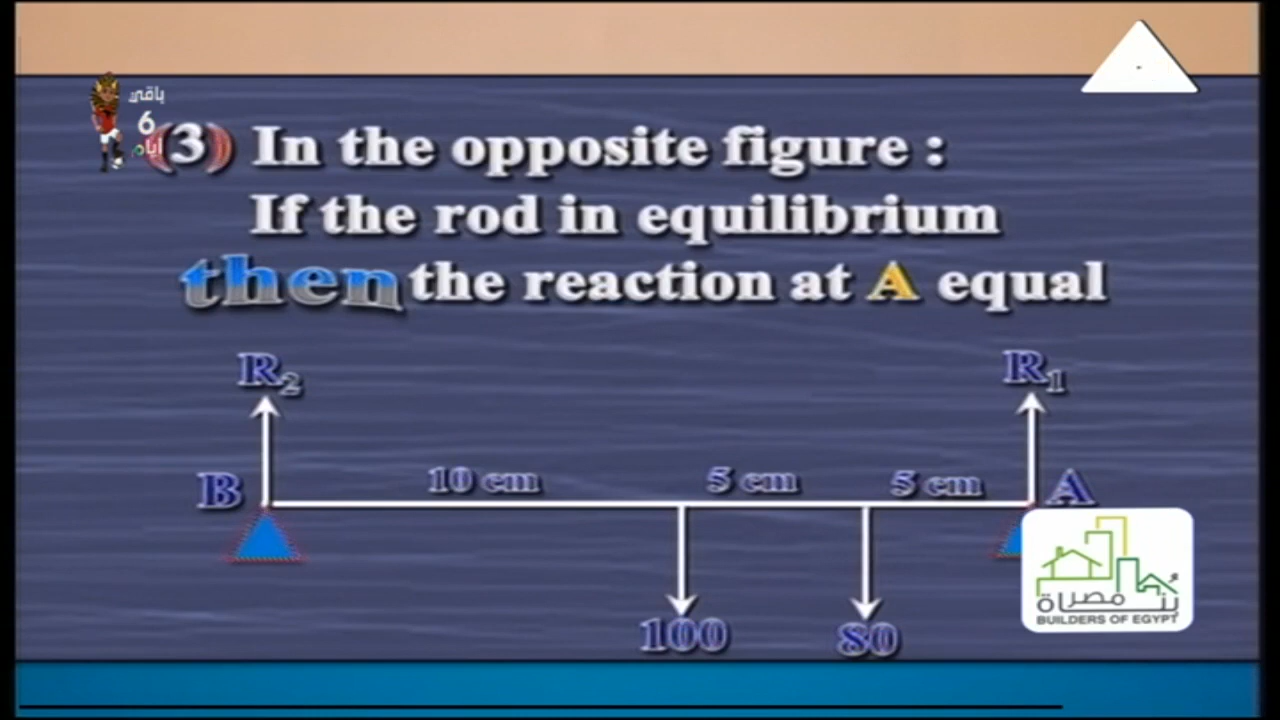 باقي
6
أيام
(3) In the opposite figure :
If the rod in equilibrium
then the reaction at A equal
R2
R1
B
10 cm
5 cm
5 cm
A
100
80
بُناة مصر
BUILDERS OF EGYPT